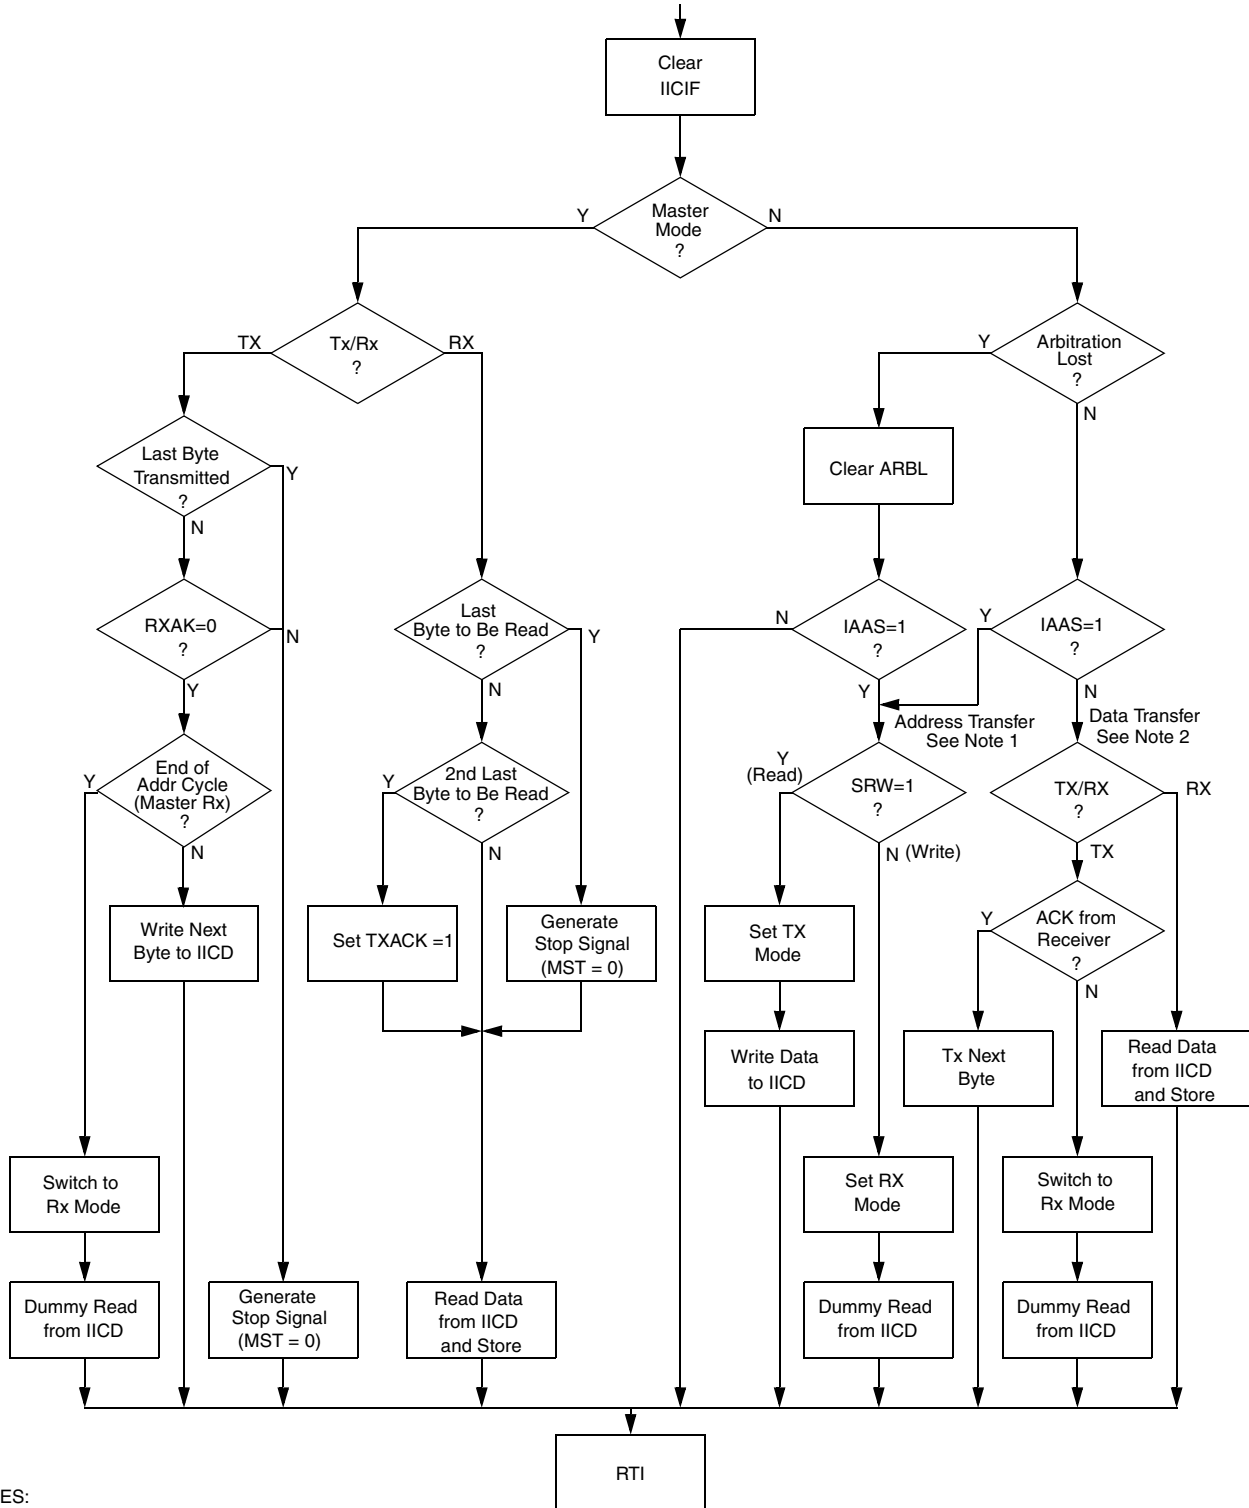 Clear
IICIF
Master
Mode
?
Y
N
Tx/Rx
?
TX
RX
Arbitration
Lost
?
Y
N
Last Byte
Transmitted
?
Y
N
Clear ARBL
RXAK=0
?
N
Y
Last
Byte to Be Read
?
Y
N
IAAS=1
?
N
Y
IAAS=1
?
Y
N
Address Transfer
See Note 1
Data Transfer
See Note 2
End of
Addr Cycle
(Master Rx)
?
Y
N
2nd Last
Byte to Be Read
?
Y
N
SRW=1
?
Y
(Read)
N (Write)
TX/RX
?
RX
TX
Write Next
Byte to IICD
Set TXACK =1
Generate
Stop Signal
(MST = 0)
Set TX
Mode
ACK from
Receiver
?
Y
N
Write Data
to IICD
Tx Next
Byte
Read Data
from IICD
and Store
Switch to
Rx Mode
Set RX
Mode
Switch to
Rx Mode
Dummy Read
from IICD
Generate
Stop Signal
(MST = 0)
Read Data
from IICD
and Store
Dummy Read
from IICD
Dummy Read
from IICD
RTI
ES: